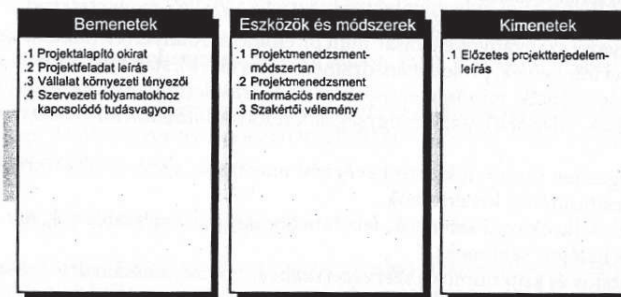 Bemenetek
.1 Projektalapító okirat
.2 Projektfeladat leírás
.3 Vállalat környezeti tényezői
.4 Szervezeti folyamatokhoz
kapcsolódó tudásvagyon
Eszközök és módszerek
.1 Projektmenedzsment
módszertan
.2 Projektmenedzsment
információs rendszer
.3 Szakértői vélemény
Kimenetek
.1 Előzetes projektterjedelem-
leírás